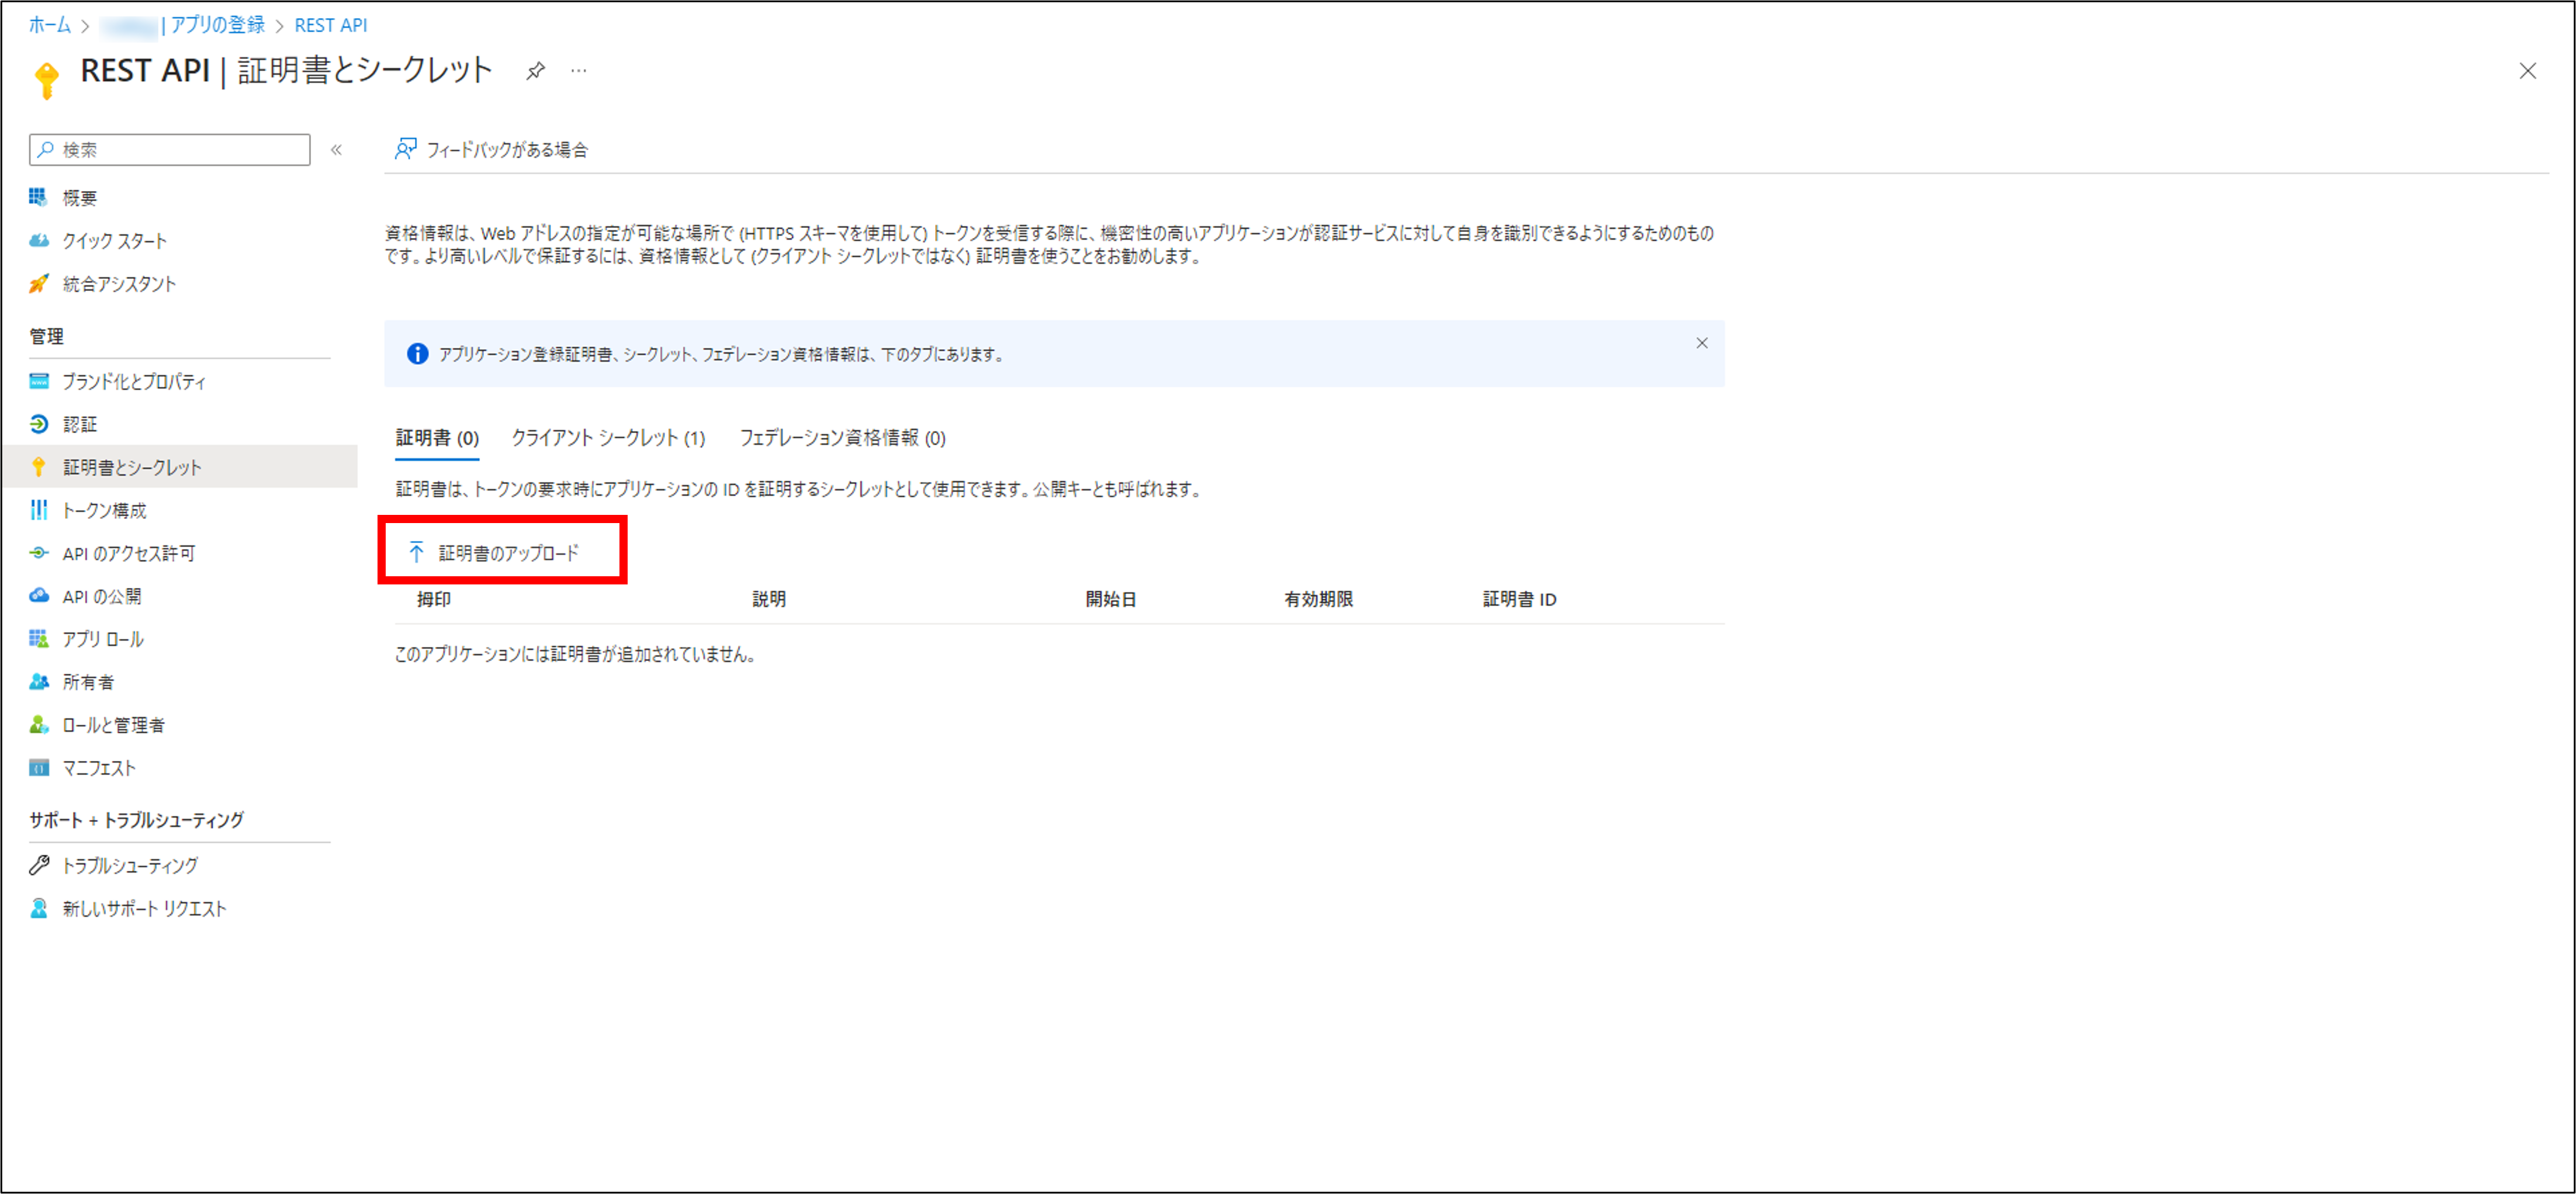 ホーム > | アプリの登録 > REST API
REST API | 証明書とシークレット
検索
フィードバックがある場合
概要
クイック スタート
統合アシスタント
管理
ブランド化とプロパティ
認証
証明書とシークレット
トークン構成
API のアクセス許可
API の公開
アプリ ロール
所有者
ロールと管理者
マニフェスト
サポート + トラブルシューティング
トラブルシューティング
新しいサポート リクエスト
資格情報は、Web アドレスの指定が可能な場所で (HTTPS スキーマを使用して) トークンを受信する際に、機密性の高いアプリケーションが認証サービスに対して自身を識別できるようにするためのもの
です。より高いレベルで保証するには、資格情報として (クライアント シークレットではなく) 証明書を使うことをお勧めします。
アプリケーション登録証明書、シークレット、フェデレーション資格情報は、下のタブにあります。
証明書 (0) クライアント シークレット (1) フェデレーション資格情報 (0)
証明書は、トークンの要求時にアプリケーションの ID を証明するシークレットとして使用できます。公開キーとも呼ばれます。
証明書のアップロード
拇印 説明 開始日 有効期限 証明書 ID
このアプリケーションには証明書が追加されていません。